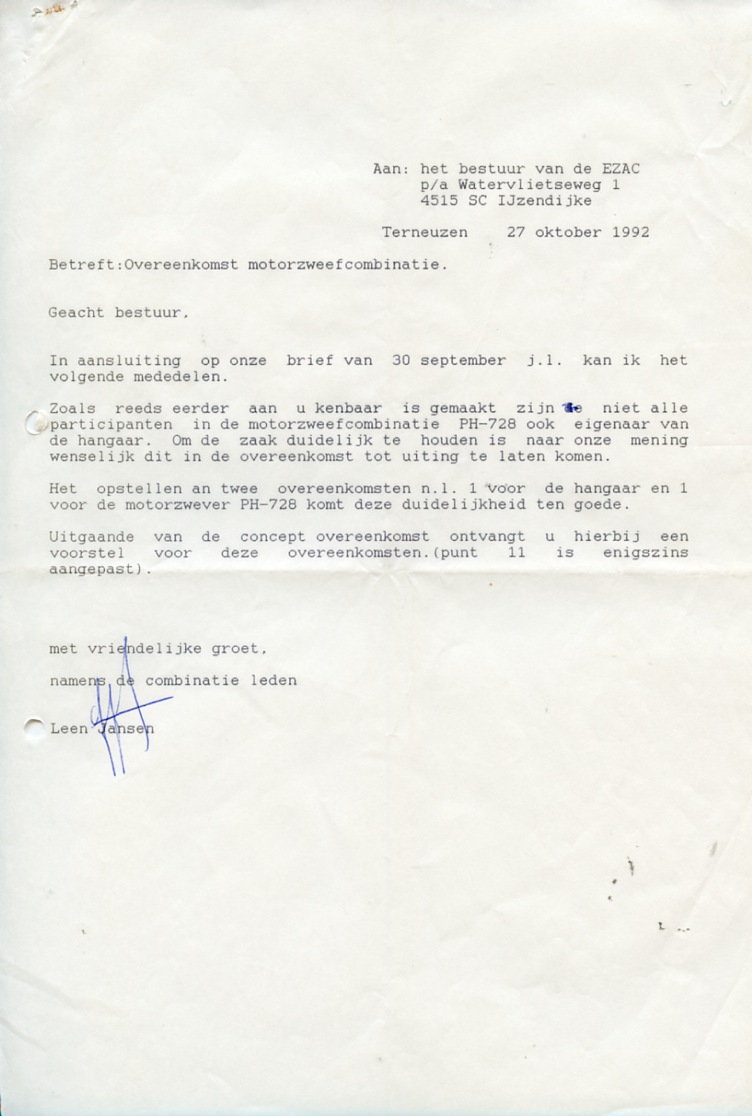 Aan: het bestuur van de EZAC
p/a Watervlietseweg 1
4515 SC IJzendijke
Terneuzen 27 oktober 1992
Betreft:Overeenkomst motorzweefcombinatie.
Geacht bestuur,
In aansluiting op onze brief van 30 september j.l. kan ik het
volgende mededelen.
Zoals reeds eerder aan u kenbaar is gemaakt zijn niet alle
participanten in de motorzweefcombinatie PH-728 ook eigenaar van
de hangaar. Om de zaak duidelijk te houden is naar onze mening
wenselijk dit in de overeenkomst tot uiting te laten komen.
Het opstellen an twee overeenkomsten n.l. 1 voor de hangaar en 1
voor de motorzwever PH-728 komt deze duidelijkheid ten goede.
Uitgaande van de concept overeenkomst ontvangt u hierbij een
voorstel voor deze overeenkomsten.(punt 11 is enigszins
aangepast).
met vriendelijke groet,
namens de combinatie leden
Leen Jansen